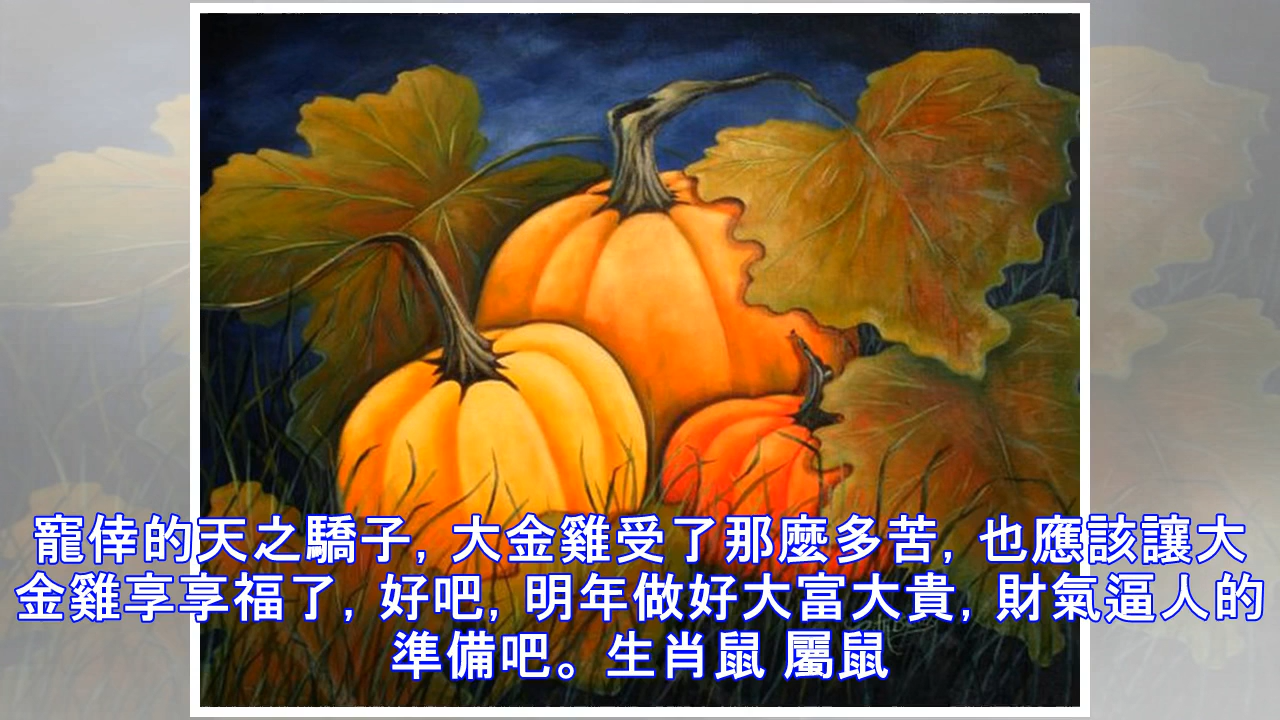 寵倖的天之驕子, 大金雞受了那麼多苦, 也應該讓大
金雞享享福了, 好吧, 明年做好大富大貴, 財氣逼人的
準備吧。生肖鼠 屬鼠